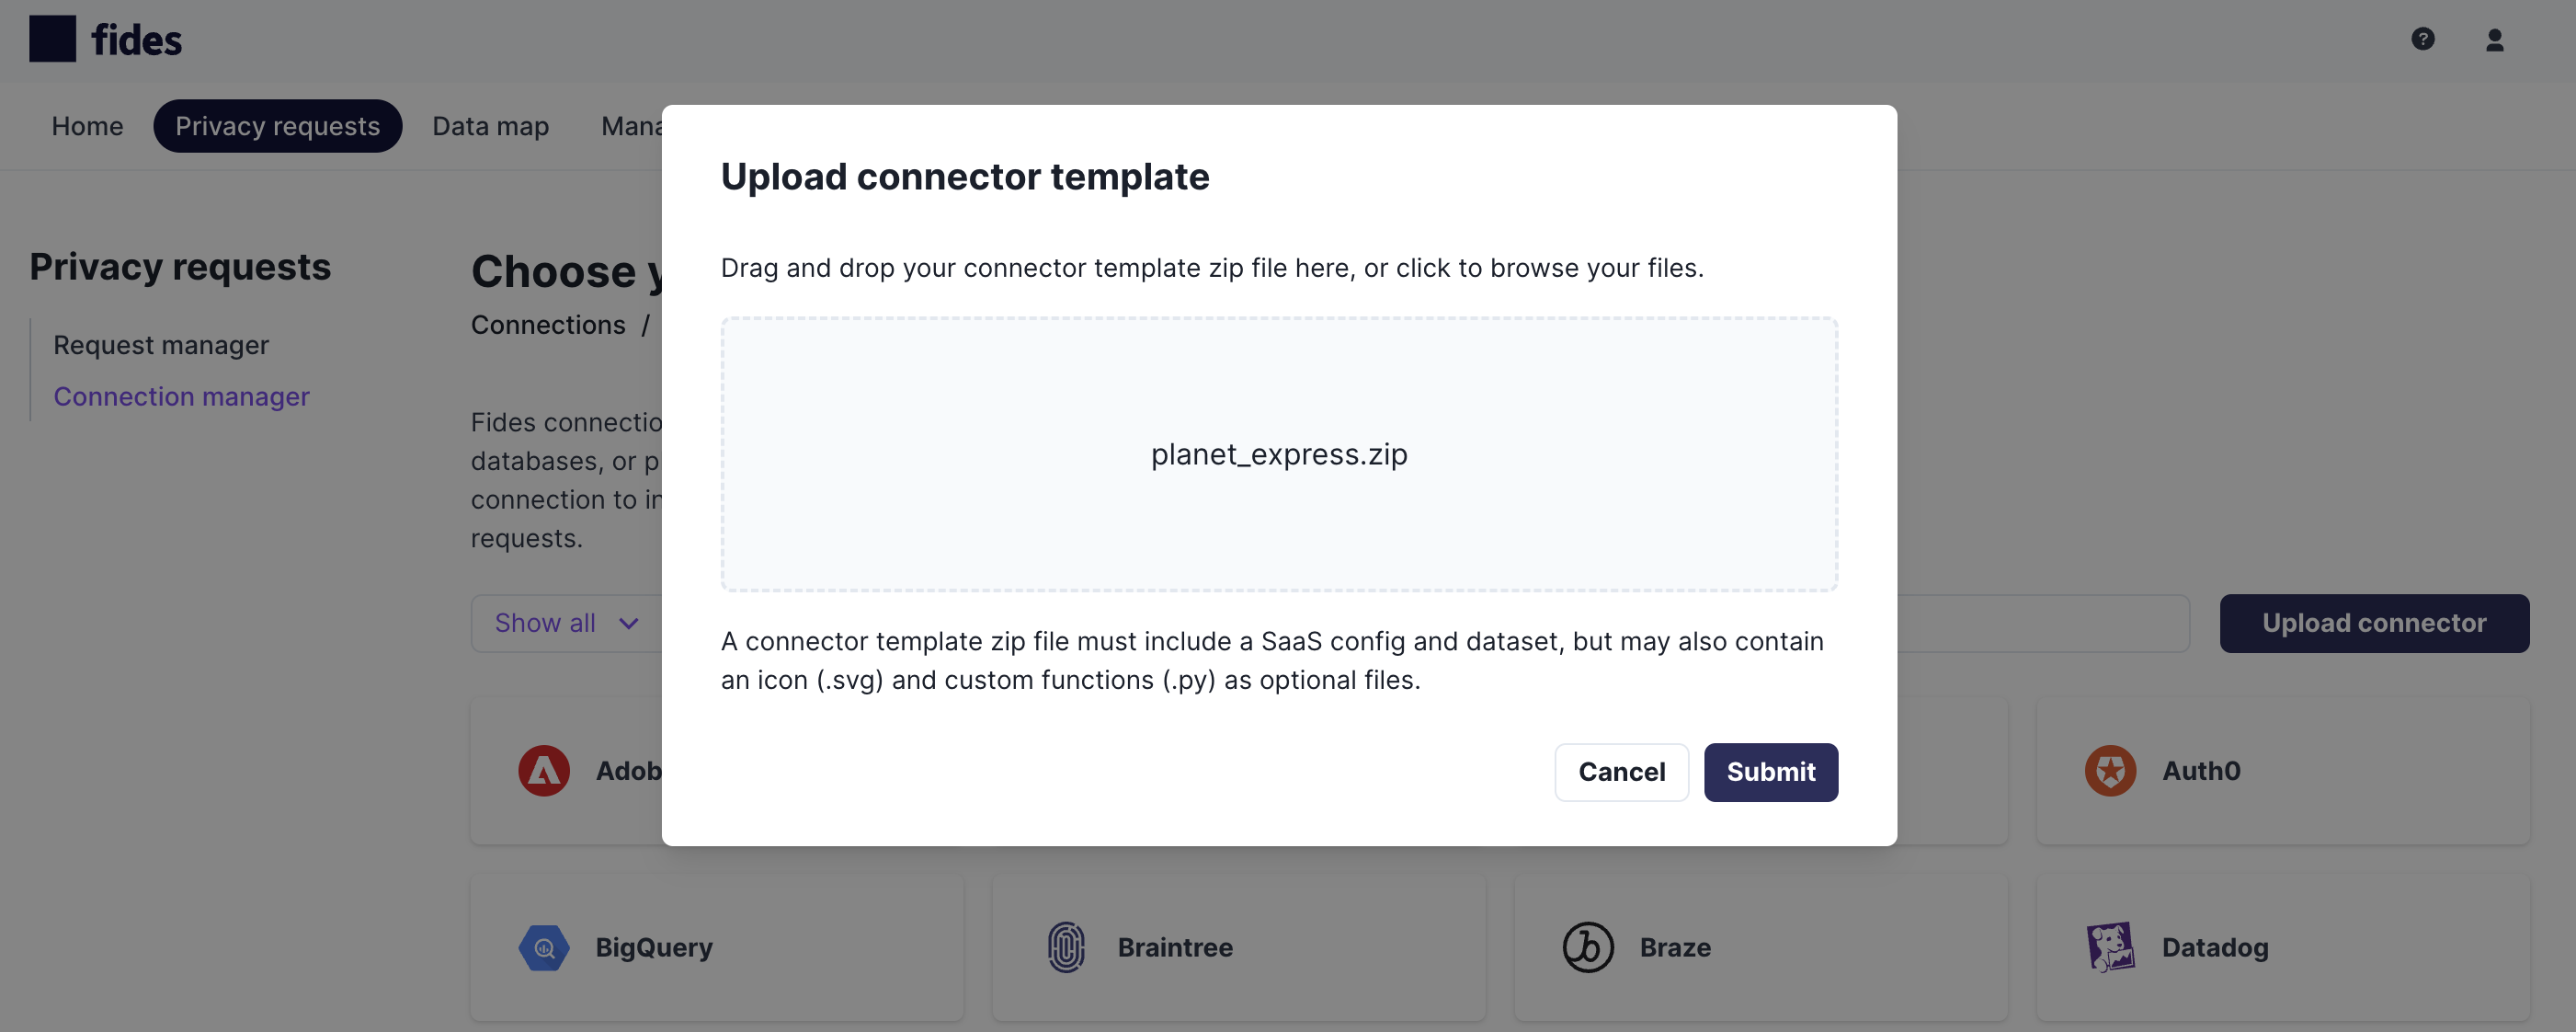 fides
Home
Privacy requests
Data map
Mana
Upload connector template
Drag and drop your connector template zip file here, or click to browse your files.
planet_express.zip
A connector template zip file must include a SaaS config and dataset, but may also contain
an icon (.svg) and custom functions (.py) as optional files.
Cancel
Submit
Privacy requests
Request manager
Connection manager
Choose y
Connections /
Fides connectio
databases, or p
connection to in
requests.
Show all
Upload connector
Adob
Auth0
BigQuery
Braintree
Braze
Datadog